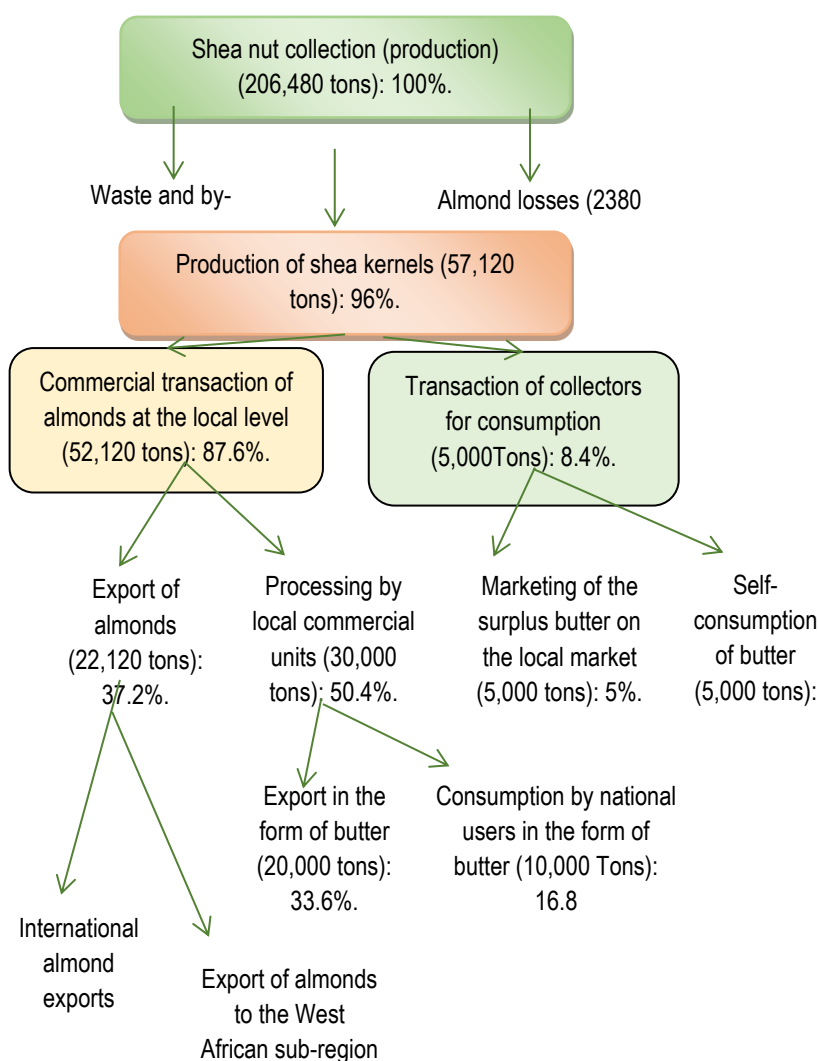 Shea nut collection (production)
(206,480 tons): 100%.
Waste and by-
Almond losses (2380
Production of shea kernels (57,120
tons): 96%.
Commercial transaction of
almonds at the local level
(52,120 tons): 87.6%.
Transaction of collectors
for consumption
(5,000Tons): 8.4%.
Export of
almonds
(22,120 tons):
37.2%.
Processing by
local commercial
units (30,000
tons): 50.4%.
Marketing of the
surplus butter on
the local market
(5,000 tons): 5%.
Self-
consumption
of butter
(5,000 tons):
Export in the
form of butter
(20,000 tons):
33.6%.
Consumption by national
users in the form of
butter (10,000 Tons):
16.8
International
almond
exports
Export of almonds
to the West
African sub-region